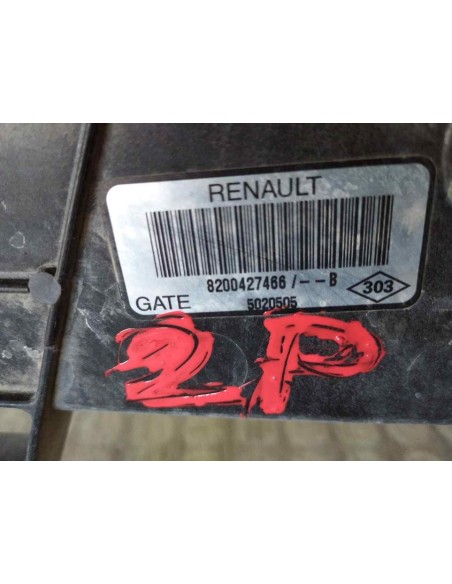 RENAULT
8200427466 / - - B
303
GATE
5020505
2P